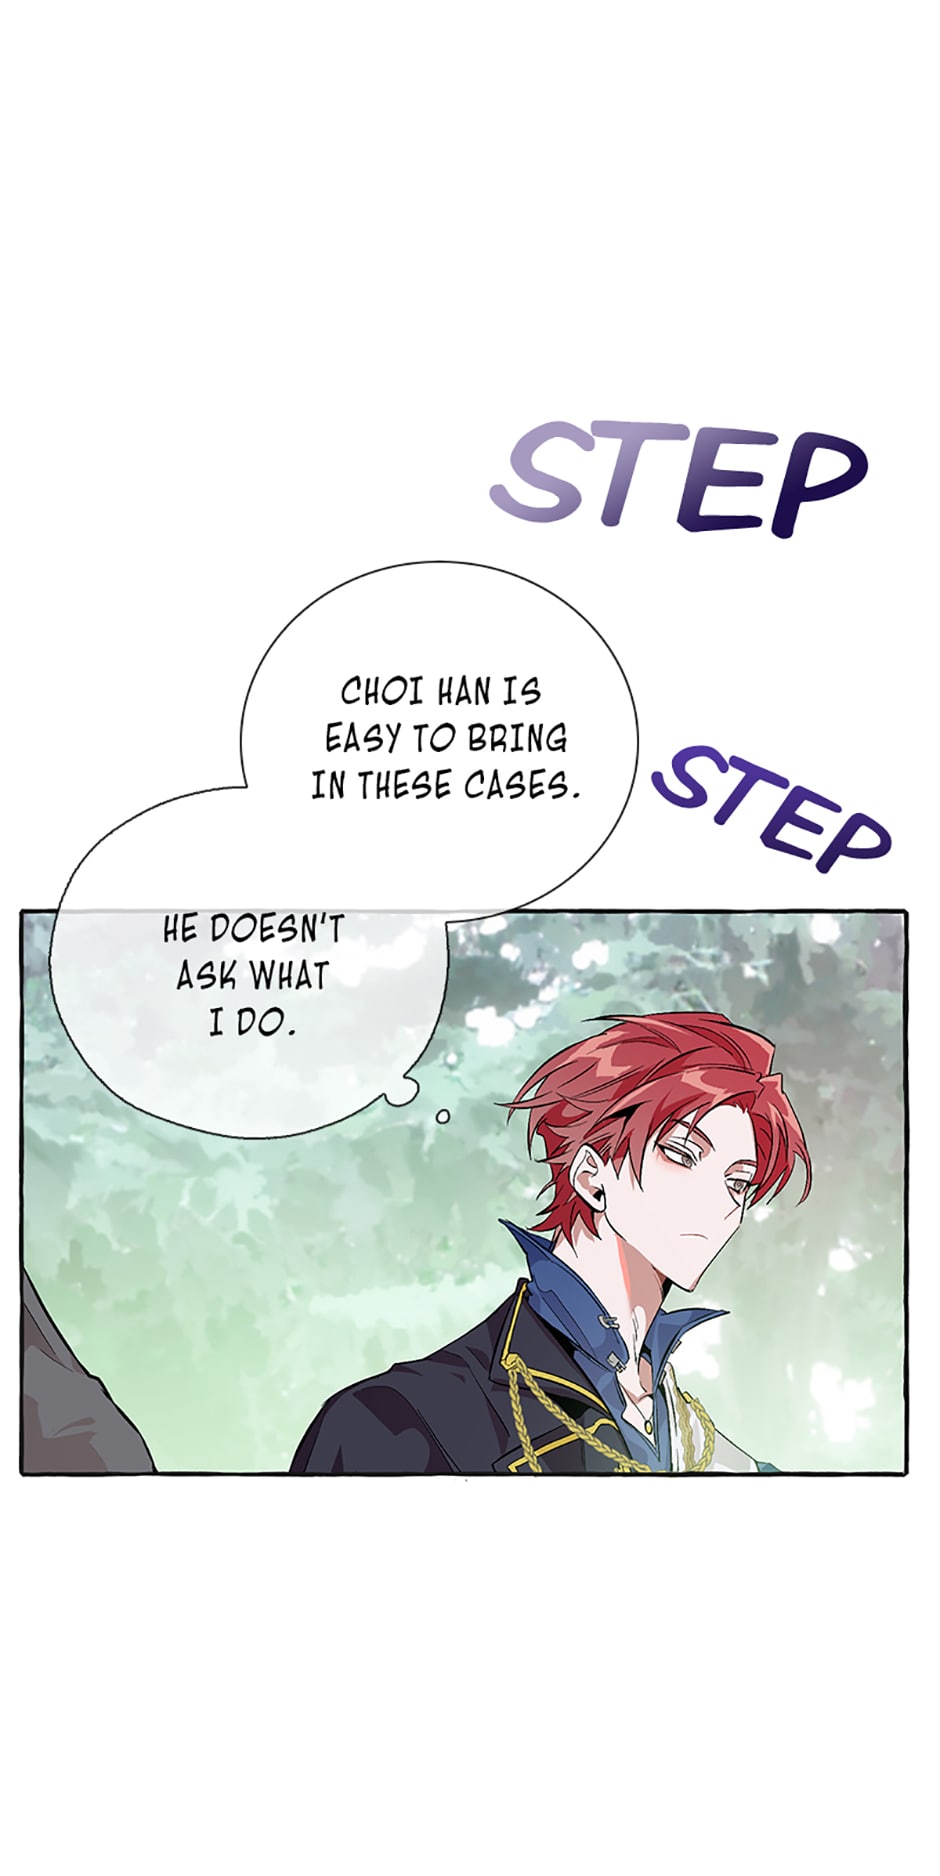 STEP
CHOI HAN IS
EASY TO BRING
IN THESE CASES.
STEP
HE DOESN'T
ASK WHAT
I DO.